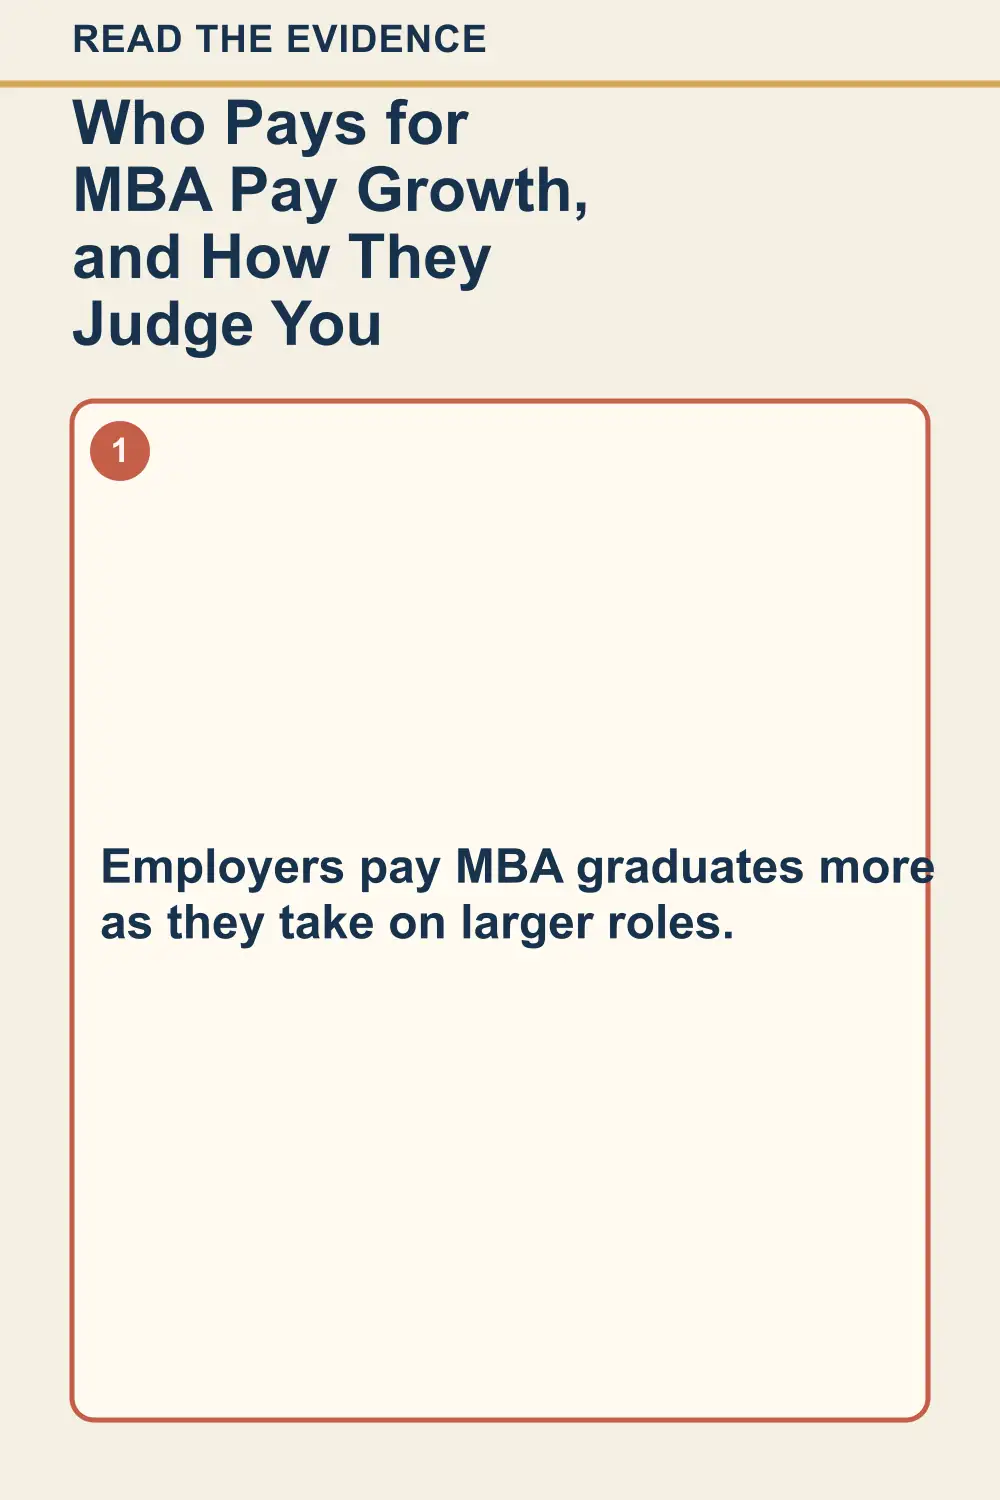 READ THE EVIDENCE
Who Pays for
MBA Pay Growth,
and How They
Judge You
1
Employers pay MBA graduates more
as they take on larger roles.